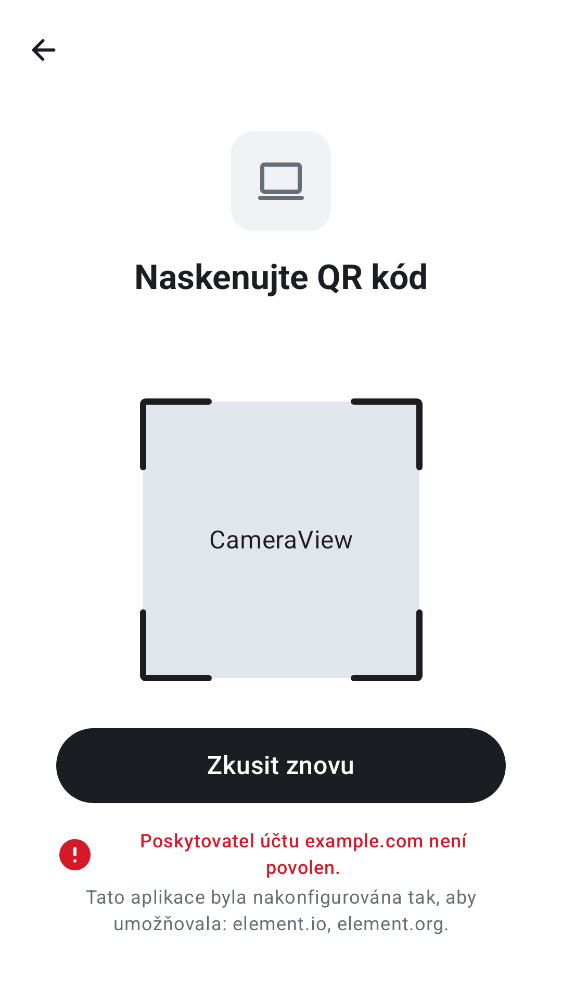 Naskenujte QR kód
CameraView
Zkusit znovu
Poskytovatel účtu example.com není
povolen.
Tato aplikace byla nakonfigurována tak, aby
umožňovala: element.io, element.org.